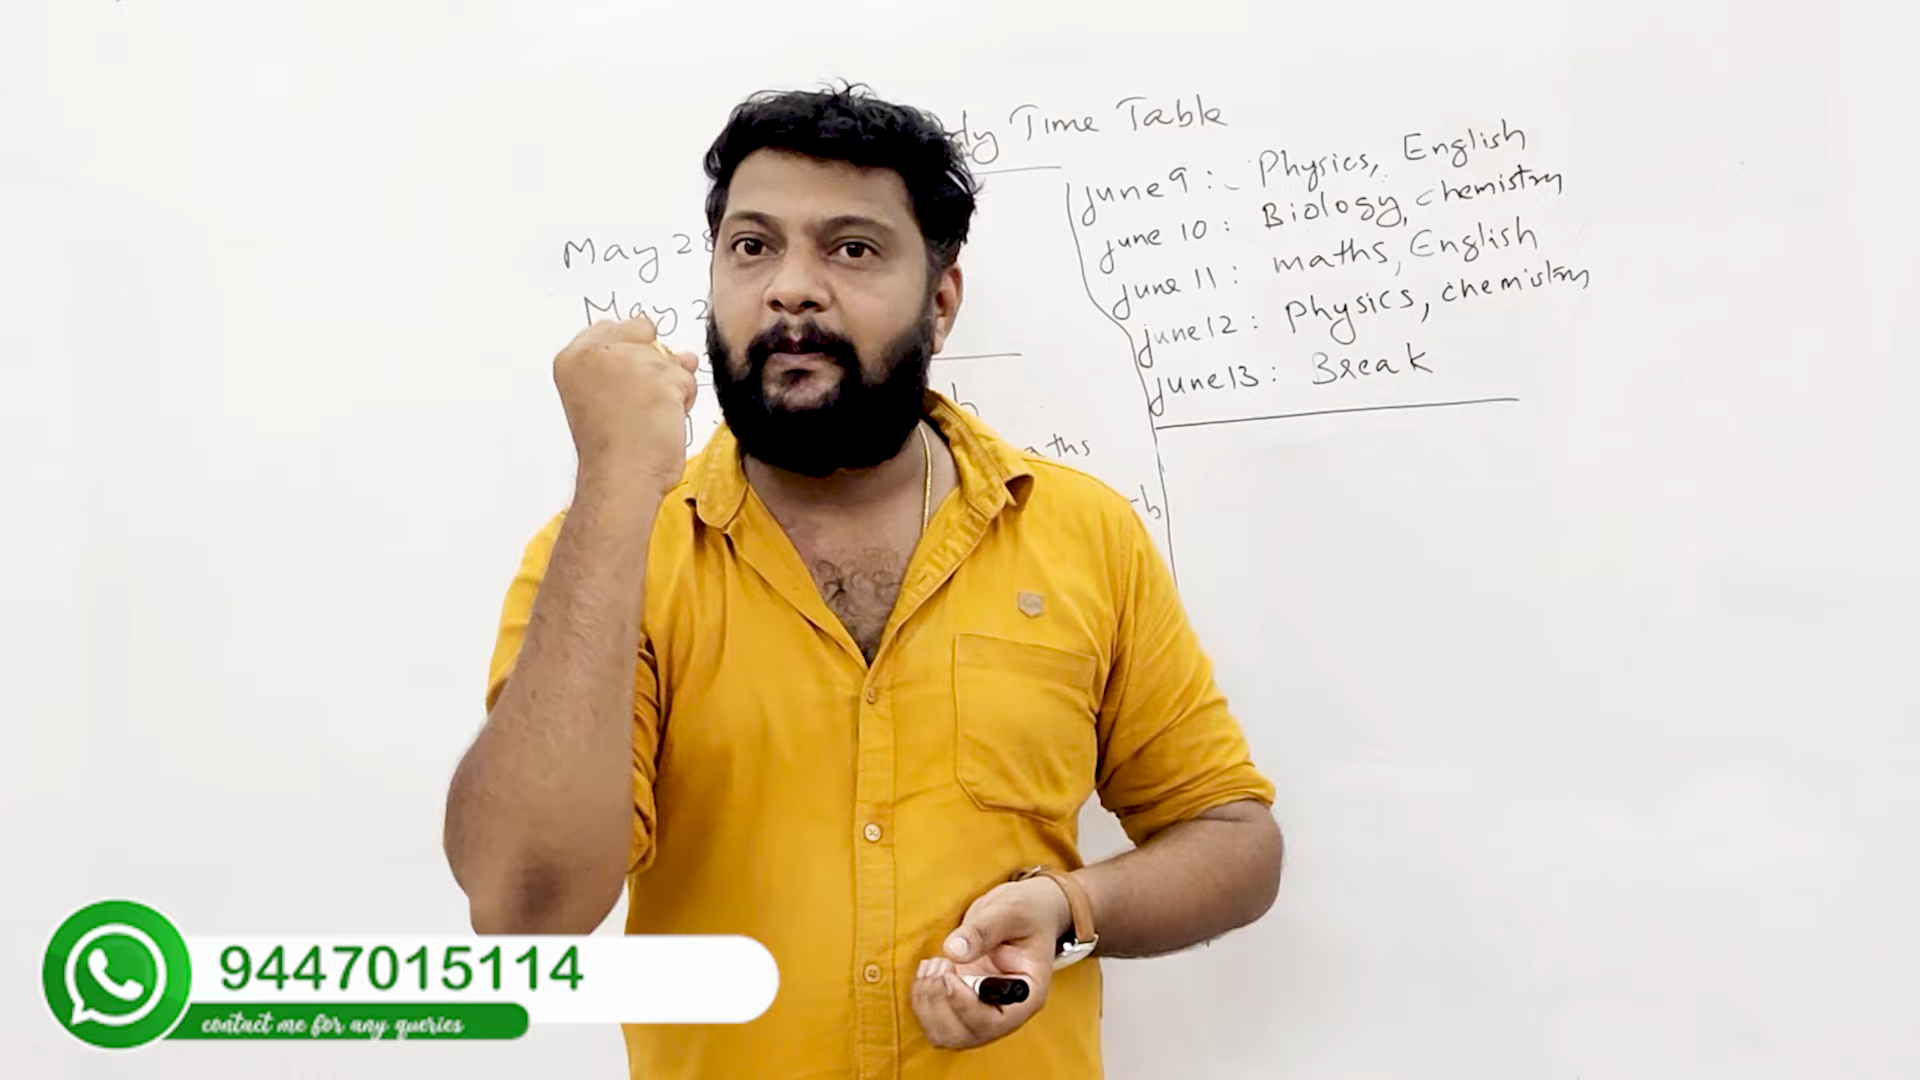 Time Table
May 28
May 2
aths
June 9 :- Physics, English
June 10 : Biology, chemistry
June 11 : maths, English
June 12 : Physics, chemistry
June 13 : Break
9447015114
contact me for any queries